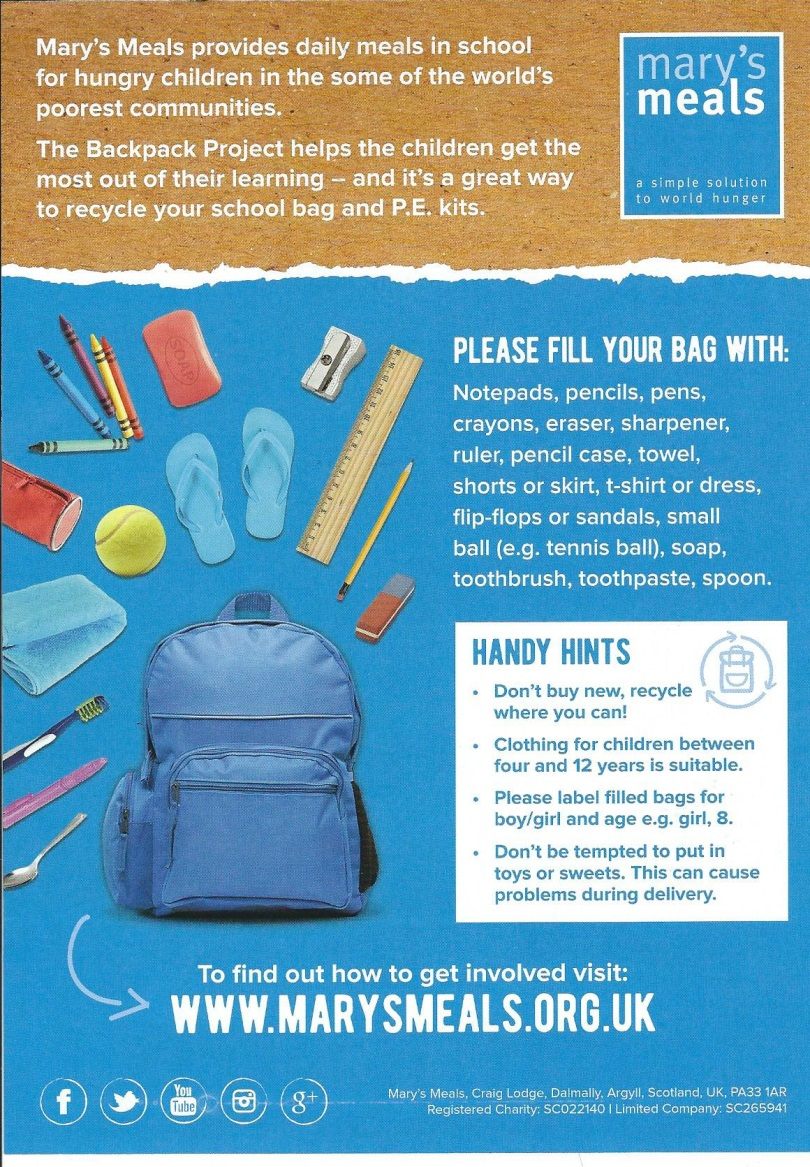 Mary's Meals provides daily meals in school
for hungry children in the some of the world's
poorest communities.
The Backpack Project helps the children get the
most out of their learning – and it's a great way
to recycle your school bag and P.E. kits.
mary's
meals
a simple solution
to world hunger
SOAP
PLEASE FILL YOUR BAG WITH:
Notepads, pencils, pens,
crayons, eraser, sharpener,
ruler, pencil case, towel,
shorts or skirt, t-shirt or dress,
flip-flops or sandals, small
ball (e.g. tennis ball), soap,
toothbrush, toothpaste, spoon.
HANDY HINTS
• Don't buy new, recycle
where you can!
• Clothing for children between
four and 12 years is suitable.
• Please label filled bags for
boy/girl and age e.g. girl, 8.
• Don't be tempted to put in
toys or sweets. This can cause
problems during delivery.
To find out how to get involved visit:
WWW.MARYSMEALS.ORG.UK
f
You
Tube
g+
Mary's Meals, Craig Lodge, Dalmally, Argyll, Scotland, UK, PA33 1AR
Registered Charity: SC022140 | Limited Company: SC265941